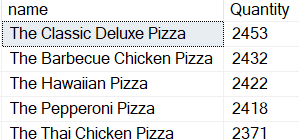 name Quantity
The Classic Deluxe Pizza 2453
The Barbecue Chicken Pizza 2432
The Hawaiian Pizza 2422
The Pepperoni Pizza 2418
The Thai Chicken Pizza 2371